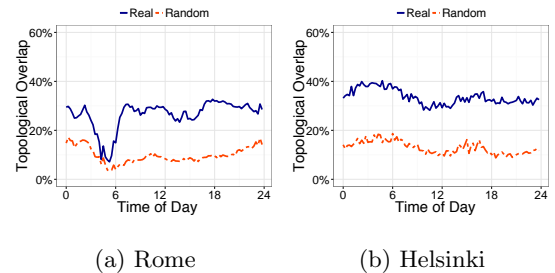 Real Random
60%
40%
20%
0%
Topological Overlap
0 6 12 18 24
Time of Day
(a) Rome
Real Random
60%
40%
20%
0%
Topological Overlap
0 6 12 18 24
Time of Day
(b) Helsinki